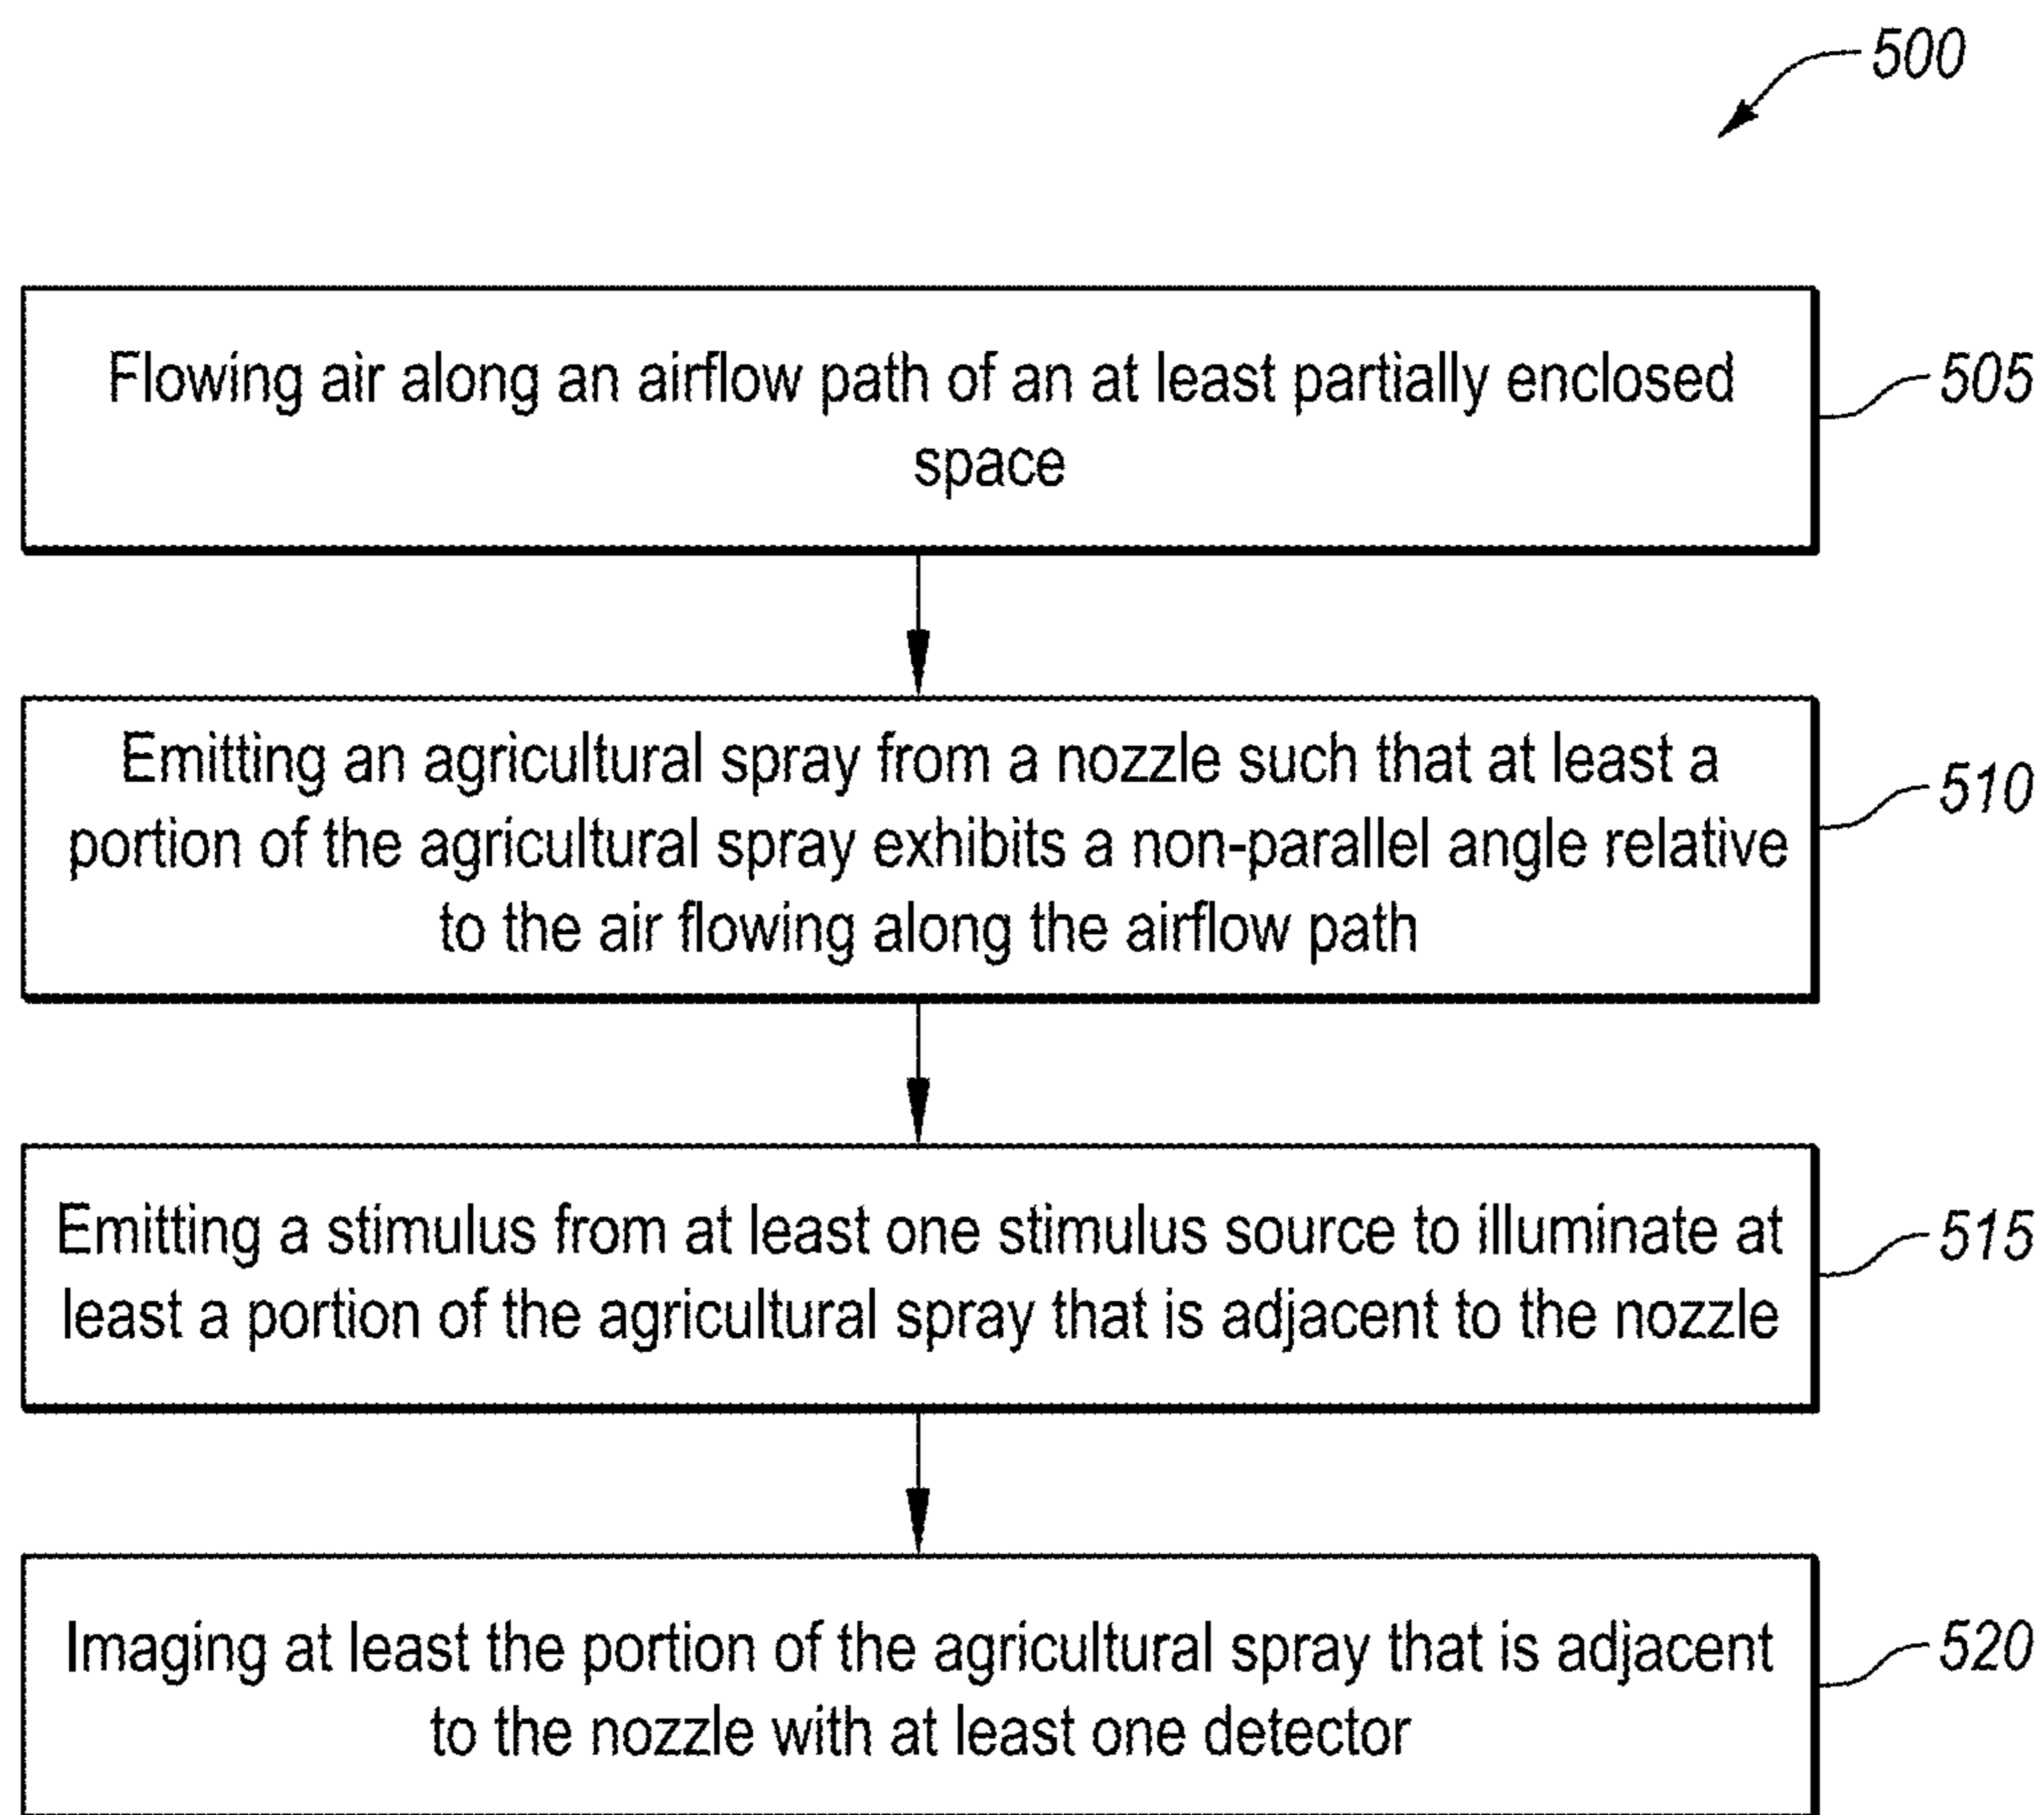 500
Flowing air along an airflow path of an at least partially enclosed
space
505
Emitting an agricultural spray from a nozzle such that at least a
portion of the agricultural spray exhibits a non-parallel angle relative
to the air flowing along the airflow path
510
Emitting a stimulus from at least one stimulus source to illuminate at
least a portion of the agricultural spray that is adjacent to the nozzle
515
Imaging at least the portion of the agricultural spray that is adjacent
to the nozzle with at least one detector
520